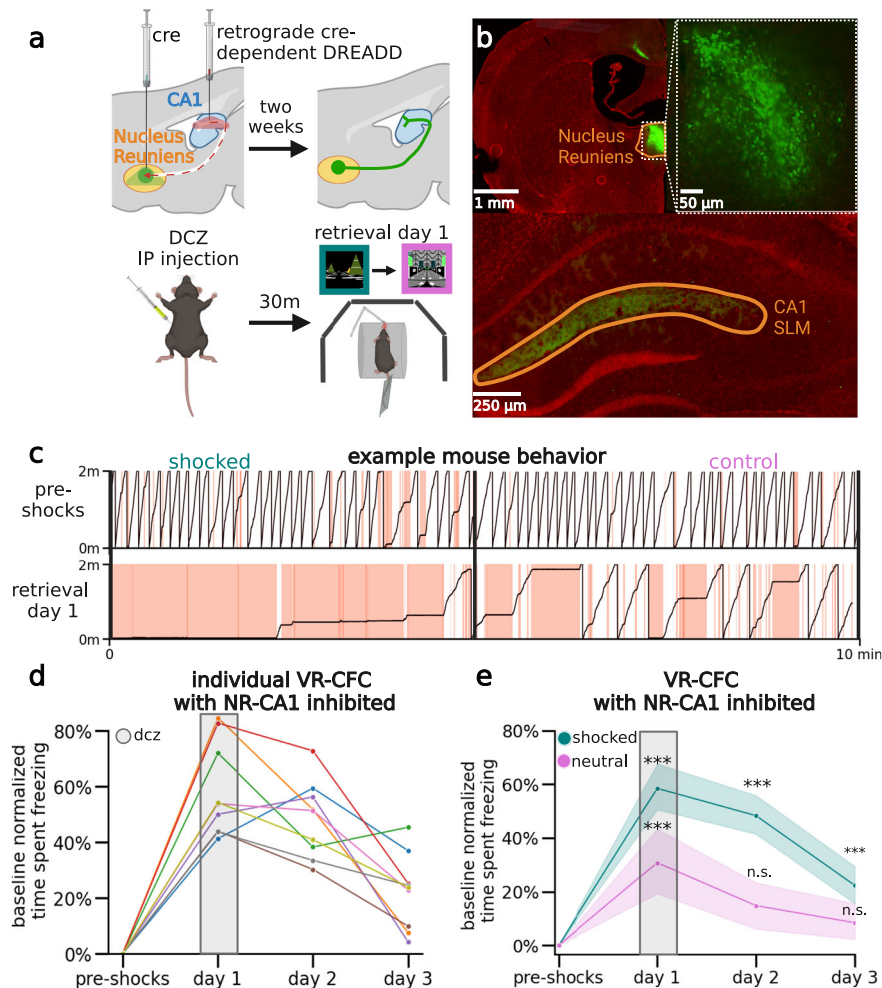 a
cre
retrograde cre-
dependent DREADD
CA1
two
weeks
Nucleus
Reuniens
DCZ
IP injection
30m
retrieval day 1
b
Nucleus
Reuniens
1 mm
50 µm
CA1
SLM
250 µm
c
shocked
example mouse behavior
control
pre-
shocks
2m
0m
retrieval
day 1
2m
0m
0
10 min
d
individual VR-CFC
with NR-CA1 inhibited
dcz
baseline normalized
time spent freezing
80%
60%
40%
20%
0%
pre-shocks
day 1
day 2
day 3
e
VR-CFC
with NR-CA1 inhibited
shocked
neutral
baseline normalized
time spent freezing
80%
60%
40%
20%
0%
***
***
***
n.s.
***
n.s.
pre-shocks
day 1
day 2
day 3